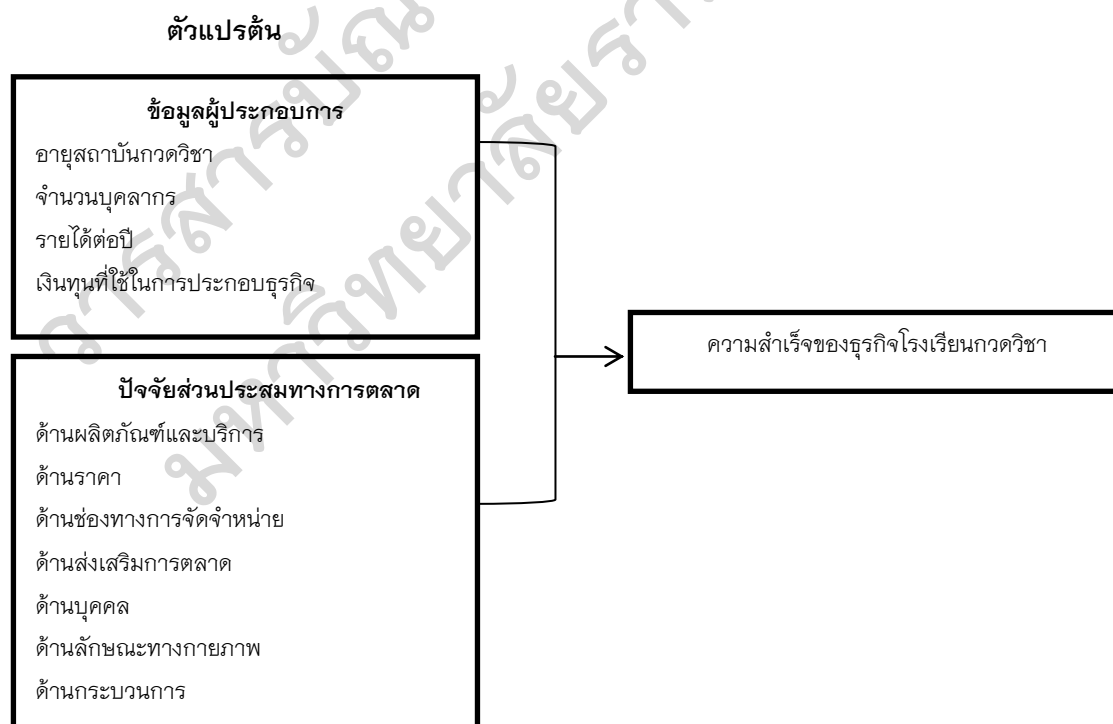 ตัวแปรต้น
ข้อมูลผู้ประกอบการ
อายุสถาบันกวดวิชา
จำนวนบุคลากร
รายได้ต่อปี
เงินทุนที่ใช้ในการประกอบธุรกิจ
ปัจจัยส่วนประสมทางการตลาด
ด้านผลิตภัณฑ์และบริการ
ด้านราคา
ด้านช่องทางการจัดจำหน่าย
ด้านส่งเสริมการตลาด
ด้านบุคคล
ด้านลักษณะทางกายภาพ
ด้านกระบวนการ
ความสำเร็จของธุรกิจโรงเรียนกวดวิชา